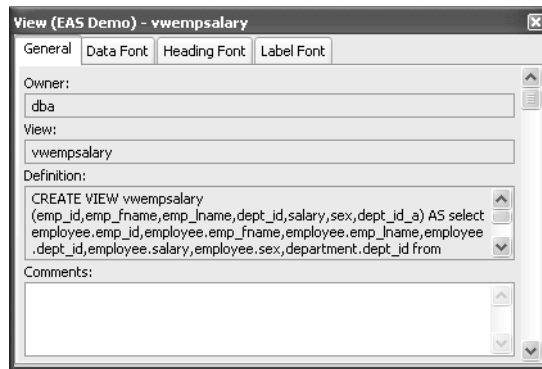 View (EAS Demo) - vwempsalary
General Data Font Heading Font Label Font
Owner:
dba
View:
vwempsalary
Definition:
CREATE VIEW vwempsalary
(emp_id,emp_fname,emp_lname,dept_id,salary,sex,dept_id_a) AS select
employee.emp_id,employee.emp_fname,employee.emp_lname,employee
.dept_id,employee.salary,employee.sex,department.dept_id from
Comments: